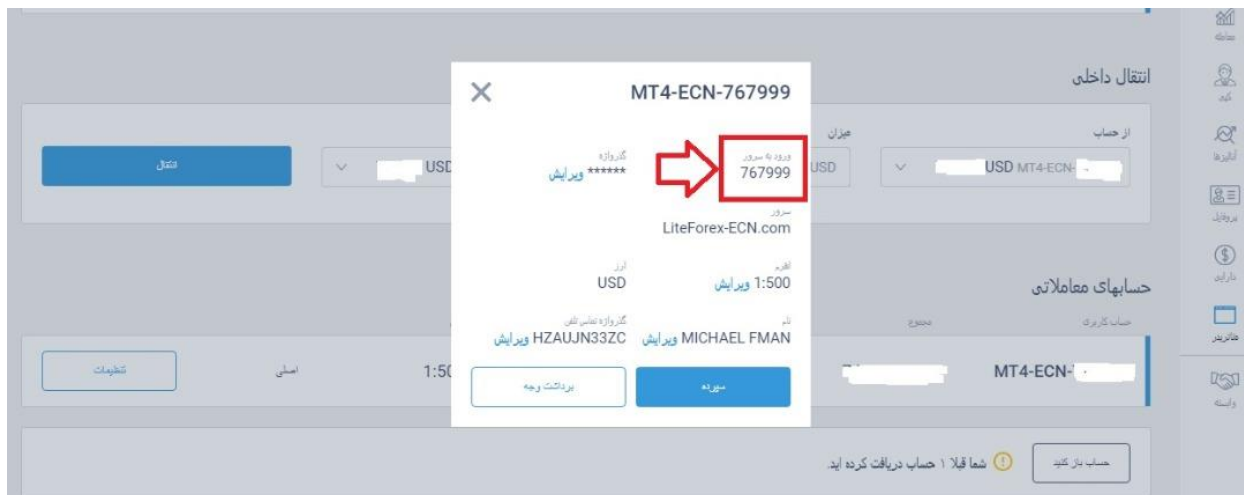 معامله
کپی
آنالیزها
پروفایل
دارایی
متاتریدر
وابسته
انتقال داخلی
از حساب
USD MT4-ECN-
میزان
USD
USD
انتقال
MT4-ECN-767999
ورود به سرور
767999
گذرواژه
****** ویرایش
سرور
LiteForex-ECN.com
اهرم
1:500 ویرایش
ارز
USD
نام
MICHAEL FMAN ویرایش
گذرواژه تماس تلفن
HZAUJN33ZC ویرایش
سپرده
برداشت وجه
حسابهای معاملاتی
حساب کاربری
مجموع
MT4-ECN-
1:50
اصلی
تنظیمات
حساب باز کنید
شما قبلا ۱ حساب دریافت کرده اید.